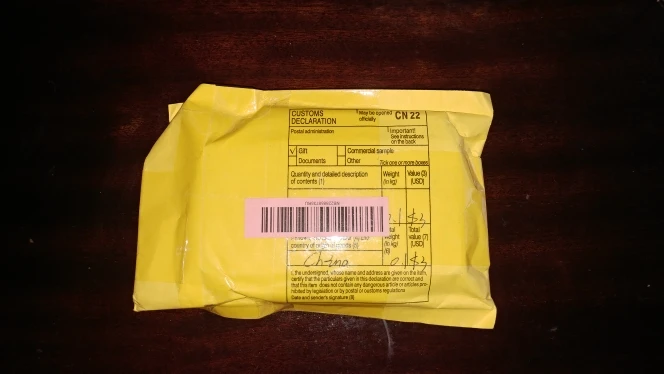 CUSTOMS DECLARATION
May be opened officially
CN 22
Postal administration
Important!
See instructions
on the back
√ Gift
Commercial sample
Documents
Other
Tick one or more boxes
Quantity and detailed description
of contents (1)
Weight
(in kg)
Value (3)
(USD)
$3
weight
(in kg)
(6)
Total
value (7)
(USD)
country of
China
0.1
$3
I, the undersigned, whose name and address are given on the item,
certify that the particulars given in this declaration are correct and
that this item does not contain any dangerous article or articles pro-
hibited by legislation or by postal or customs regulations
Date and sender's signature (8)